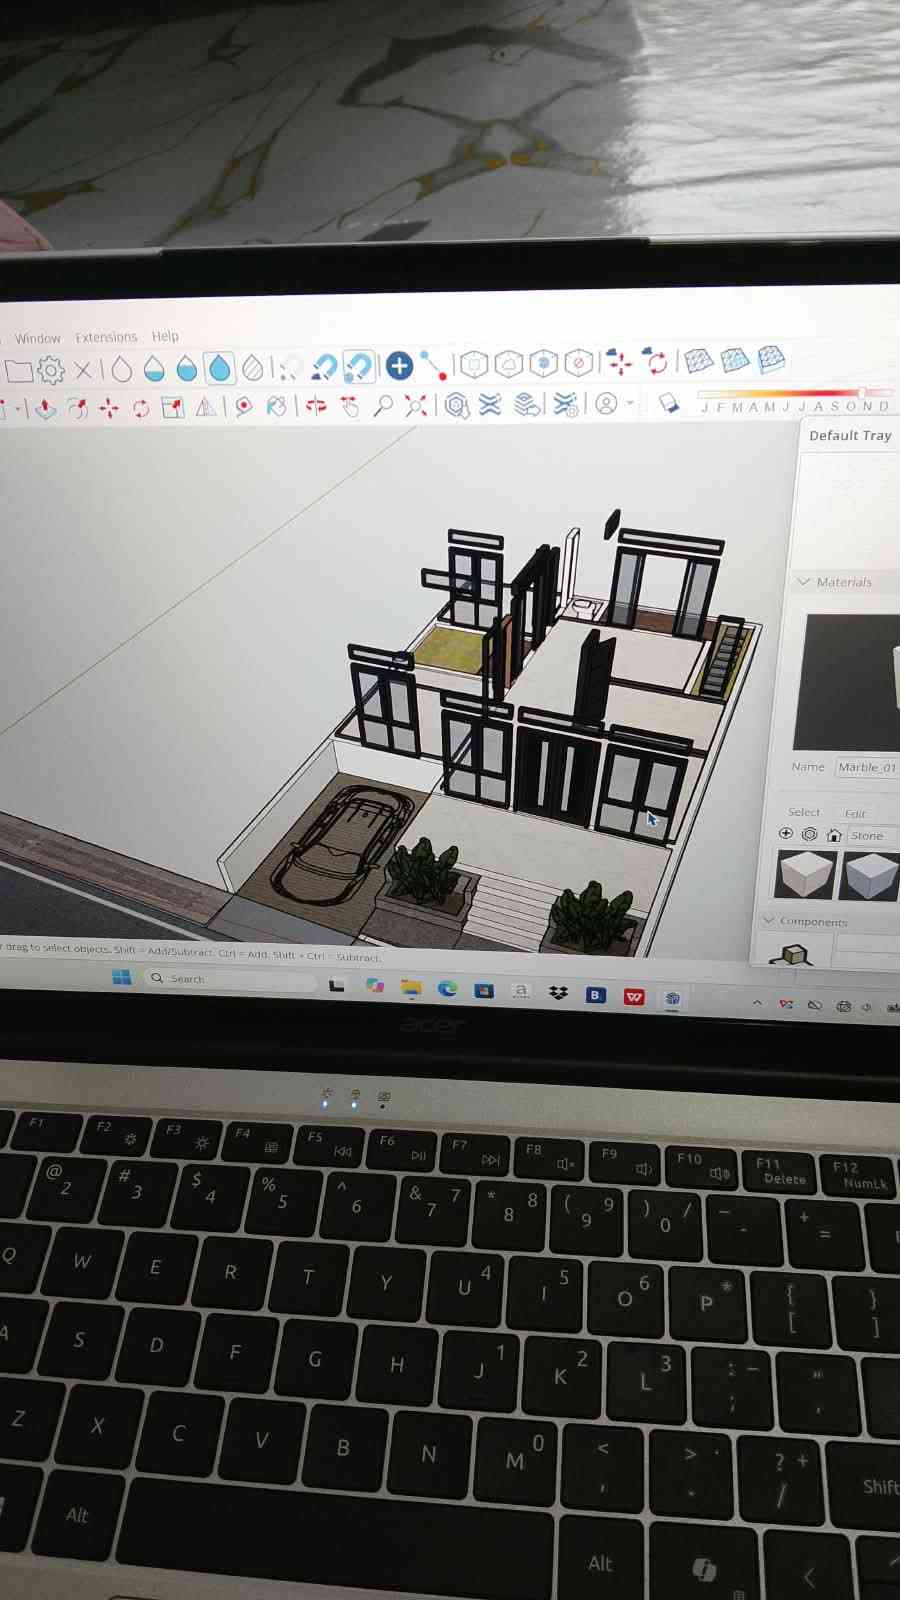 Window Extensions Help
J F M A M J J A S O N D
Default Tray
Materials
Name Marble_01
Select Edit
Stone
Components
drag to select objects. Shift = Add/Subtract. Ctrl = Add. Shift + Ctrl = Subtract.
Search
a
B.
W
acer
F1 F2 F3 F4 F5 F6 F7 F8 F9 F10 F11 Delete F12 NumLk
@ 2 # 3 $ 4 % 5 ^ 6 & 7 7 * 8 8 ( 9 9 ) 0 / _ - + =
Q W E R T Y U 4 I 5 O 6 P * { [ } ]
A S D F G H J 1 K 2 L 3 : ; - " ,
Z X C V B N M 0 < , > . . ? / + Shift
Alt Alt